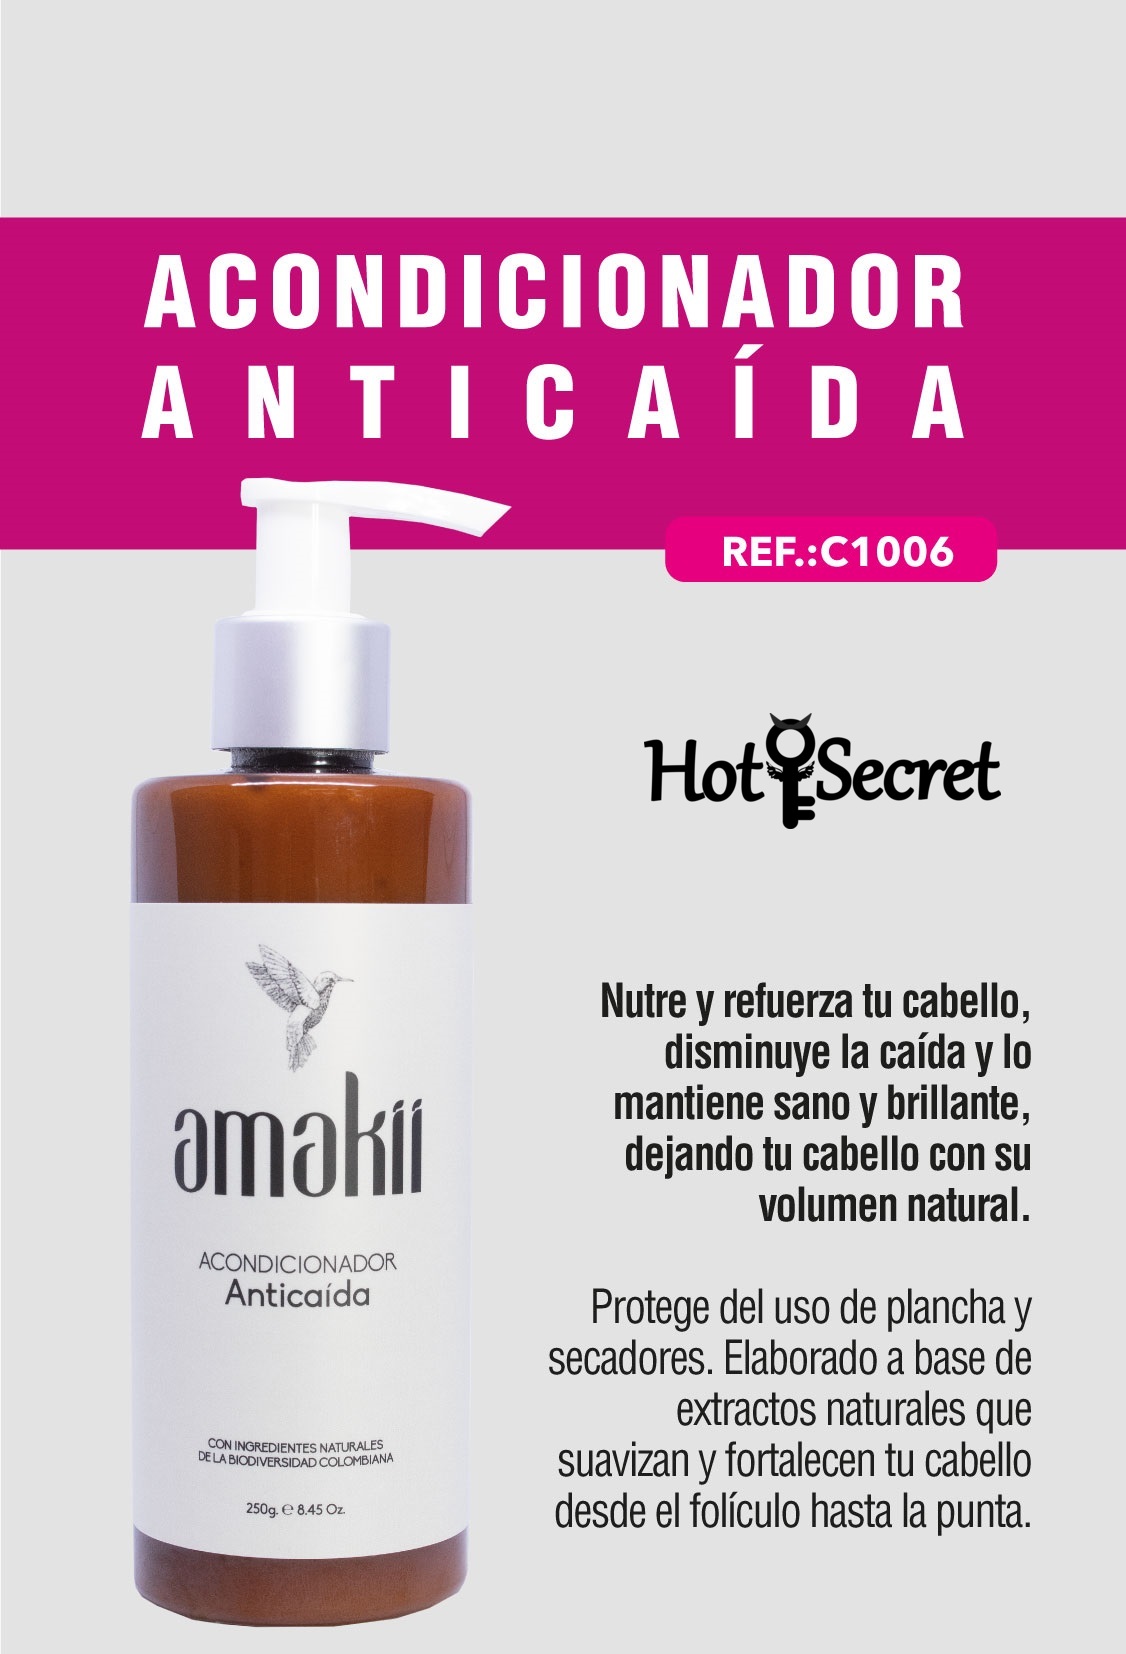 ACONDICIONADOR
ANTICAÍDA
REF.:C1006
Hot Secret
Nutre y refuerza tu cabello,
disminuye la caída y lo
mantiene sano y brillante,
dejando tu cabello con su
volumen natural.
Protege del uso de plancha y
secadores. Elaborado a base de
extractos naturales que
suavizan y fortalecen tu cabello
desde el folículo hasta la punta.
amakii
ACONDICIONADOR
Anticaída
CON INGREDIENTES NATURALES
DE LA BIODIVERSIDAD COLOMBIANA
250g. ℮ 8.45 Oz.